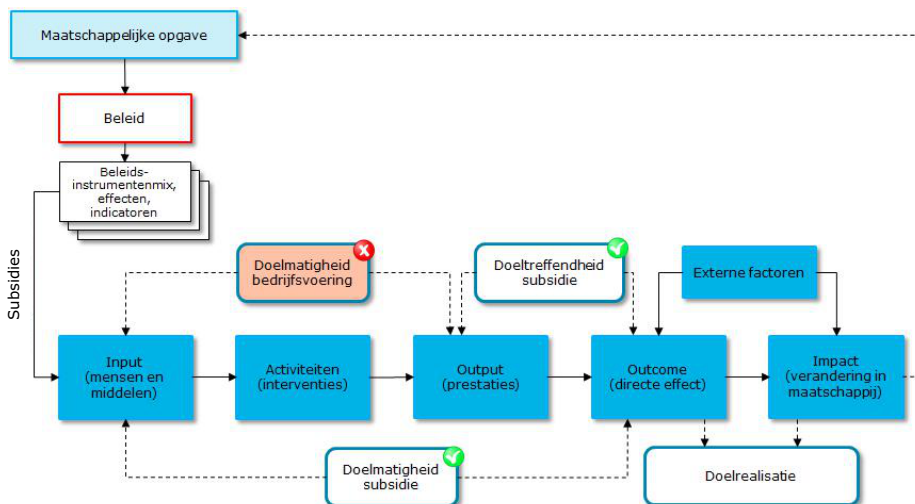 Maatschappelijke opgave
Beleid
Beleids-
instrumentenmix,
effecten,
indicatoren
Subsidies
Doelmatigheid
bedrijfsvoering
Doeltreffendheid
subsidie
Externe factoren
Input
(mensen en
middelen)
Activiteiten
(interventies)
Output
(prestaties)
Outcome
(directe effect)
Impact
(verandering in
maatschappij)
Doelmatigheid
subsidie
Doelrealisatie